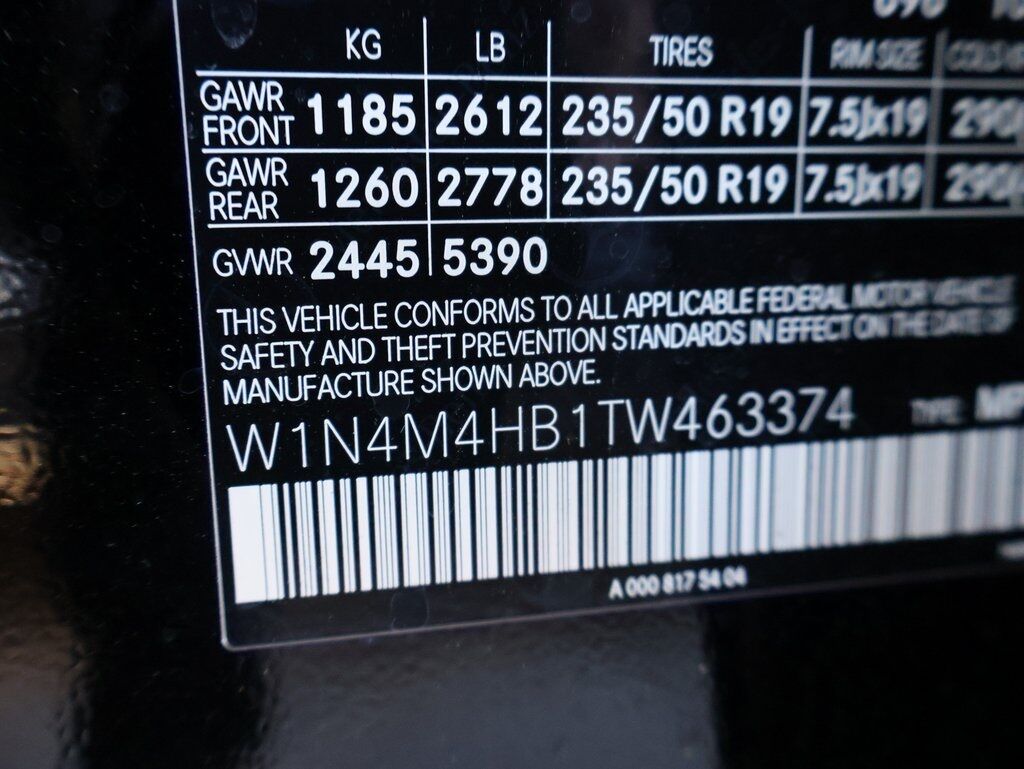 KG LB TIRES RIM SIZE
GAWR FRONT 1185 2612 235/50 R19 7.5Jx19
GAWR REAR 1260 2778 235/50 R19 7.5Jx19
GVWR 2445 5390
THIS VEHICLE CONFORMS TO ALL APPLICABLE FEDERAL MOTOR VEHICLE
SAFETY AND THEFT PREVENTION STANDARDS IN EFFECT ON THE DATE OF
MANUFACTURE SHOWN ABOVE.
W1N4M4HB1TW463374 TYPE:
A 000 817 54 04